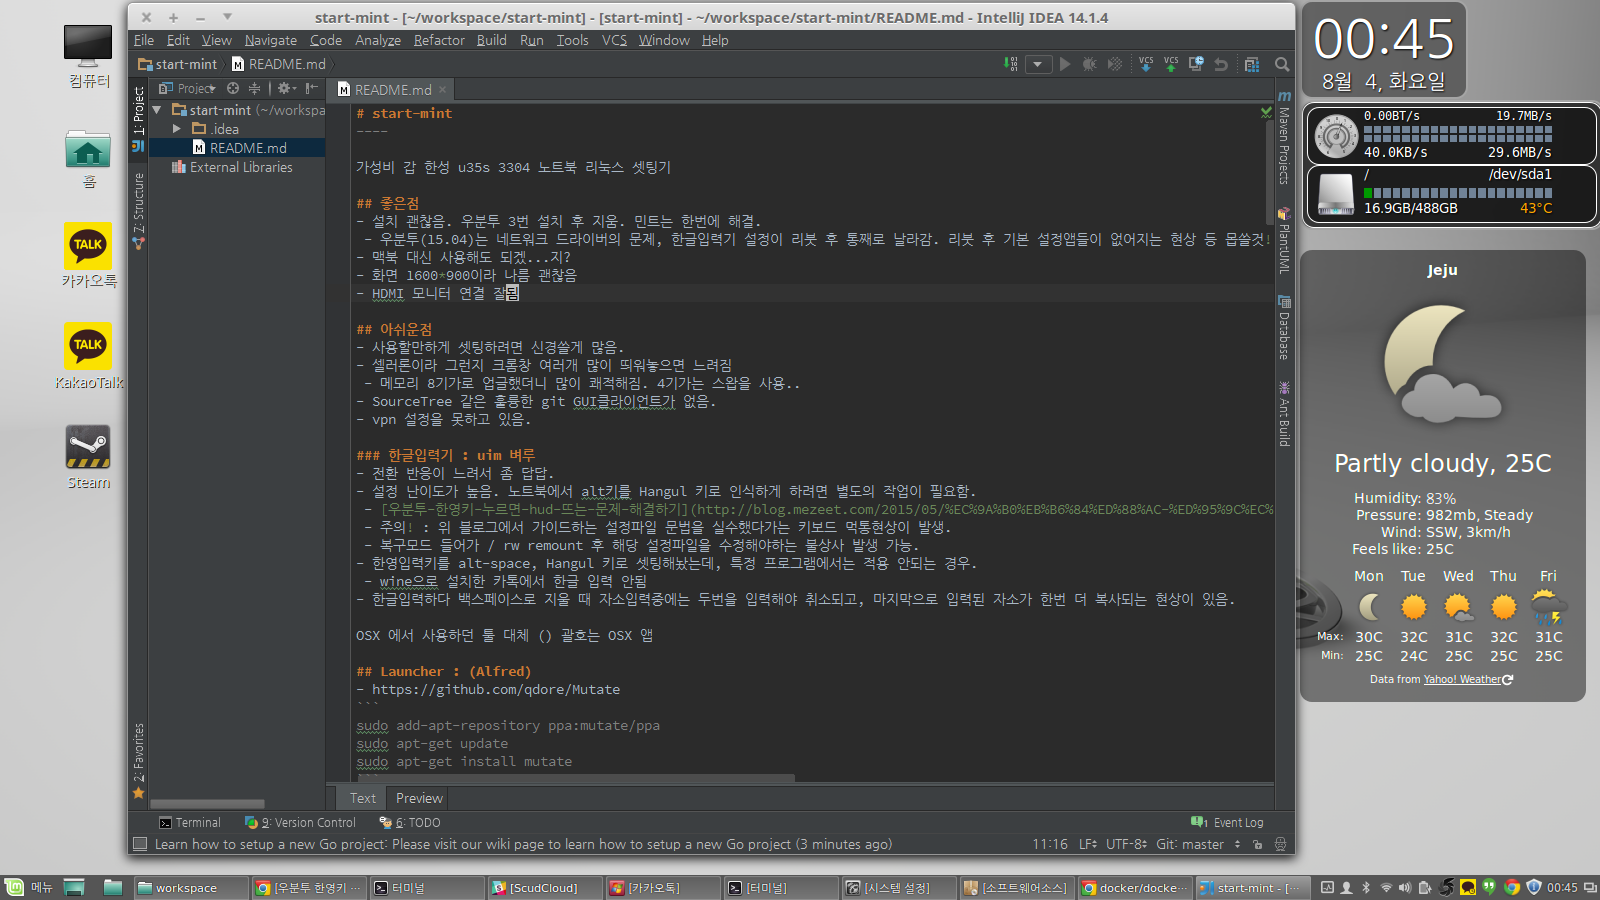 start-mint - [~/workspace/start-mint] - [start-mint] - ~/workspace/start-mint/README.md - IntelliJ IDEA 14.1.4
File Edit View Navigate Code Analyze Refactor Build Run Tools VCS Window Help
start-mint README.md
Project README.md
1: Project
Z: Structure
2: Favorites
start-mint (~/workspa
.idea
README.md
External Libraries
# start-mint
----
가성비 갑 한성 u35s 3304 노트북 리눅스 셋팅기
## 좋은점
- 설치 괜찮음. 우분투 3번 설치 후 지움. 민트는 한번에 해결.
- 우분투(15.04)는 네트워크 드라이버의 문제, 한글입력기 설정이 리붓 후 통째로 날라감. 리붓 후 기본 설정앱들이 없어지는 현상 등 몹쓸것!
- 맥북 대신 사용해도 되겠...지?
- 화면 1600*900이라 나름 괜찮음
- HDMI 모니터 연결 잘됨
## 아쉬운점
- 사용할만하게 셋팅하려면 신경쓸게 많음.
- 셀러론이라 그런지 크롬창 여러개 많이 띄워놓으면 느려짐
- 메모리 8기가로 업글했더니 많이 쾌적해짐. 4기가는 스왑을 사용..
- SourceTree 같은 훌륭한 git GUI클라이언트가 없음.
- vpn 설정을 못하고 있음.
### 한글입력기 : uim 벼루
- 전환 반응이 느려서 좀 답답.
- 설정 난이도가 높음. 노트북에서 alt키를 Hangul 키로 인식하게 하려면 별도의 작업이 필요함.
- [우분투-한영키-누르면-hud-뜨는-문제-해결하기](http://blog.mezeet.com/2015/05/%EC%9A%B0%EB%B6%84%ED%88%AC-%ED%95%9C%EC%
- 주의! : 위 블로그에서 가이드하는 설정파일 문법을 실수했다가는 키보드 먹통현상이 발생.
- 복구모드 들어가 / rw remount 후 해당 설정파일을 수정해야하는 불상사 발생 가능.
- 한영입력키를 alt-space, Hangul 키로 셋팅해놨는데, 특정 프로그램에서는 적용 안되는 경우.
- wine으로 설치한 카톡에서 한글 입력 안됨
- 한글입력하다 백스페이스로 지울 때 자소입력중에는 두번을 입력해야 취소되고, 마지막으로 입력된 자소가 한번 더 복사되는 현상이 있음.
OSX 에서 사용하던 툴 대체 () 괄호는 OSX 앱
## Launcher : (Alfred)
- https://github.com/qdore/Mutate
```
sudo add-apt-repository ppa:mutate/ppa
sudo apt-get update
sudo apt-get install mutate
```
Maven Projects
PlantUML
Database
Ant Build
Text Preview
Terminal 9: Version Control 6: TODO Event Log
Learn how to setup a new Go project: Please visit our wiki page to learn how to setup a new Go project (3 minutes ago) 11:16 LF UTF-8 Git: master
컴퓨터
홈
TALK
카카오톡
TALK
KakaoTalk
Steam
00:45
8월 4, 화요일
0.00BT/s 19.7MB/s
40.0KB/s 29.6MB/s
/ /dev/sda1
16.9GB/488GB 43°C
Jeju
Partly cloudy, 25C
Humidity: 83%
Pressure: 982mb, Steady
Wind: SSW, 3km/h
Feels like: 25C
Mon Tue Wed Thu Fri
Max: 30C 32C 31C 32C 31C
Min: 25C 24C 25C 25C 25C
Data from Yahoo! Weather
메뉴 workspace [우분투 한영키 ... 터미널 [ScudCloud] [카카오톡] [터미널] [시스템 설정] [소프트웨어소스] docker/docke... start-mint - [-... 00:45